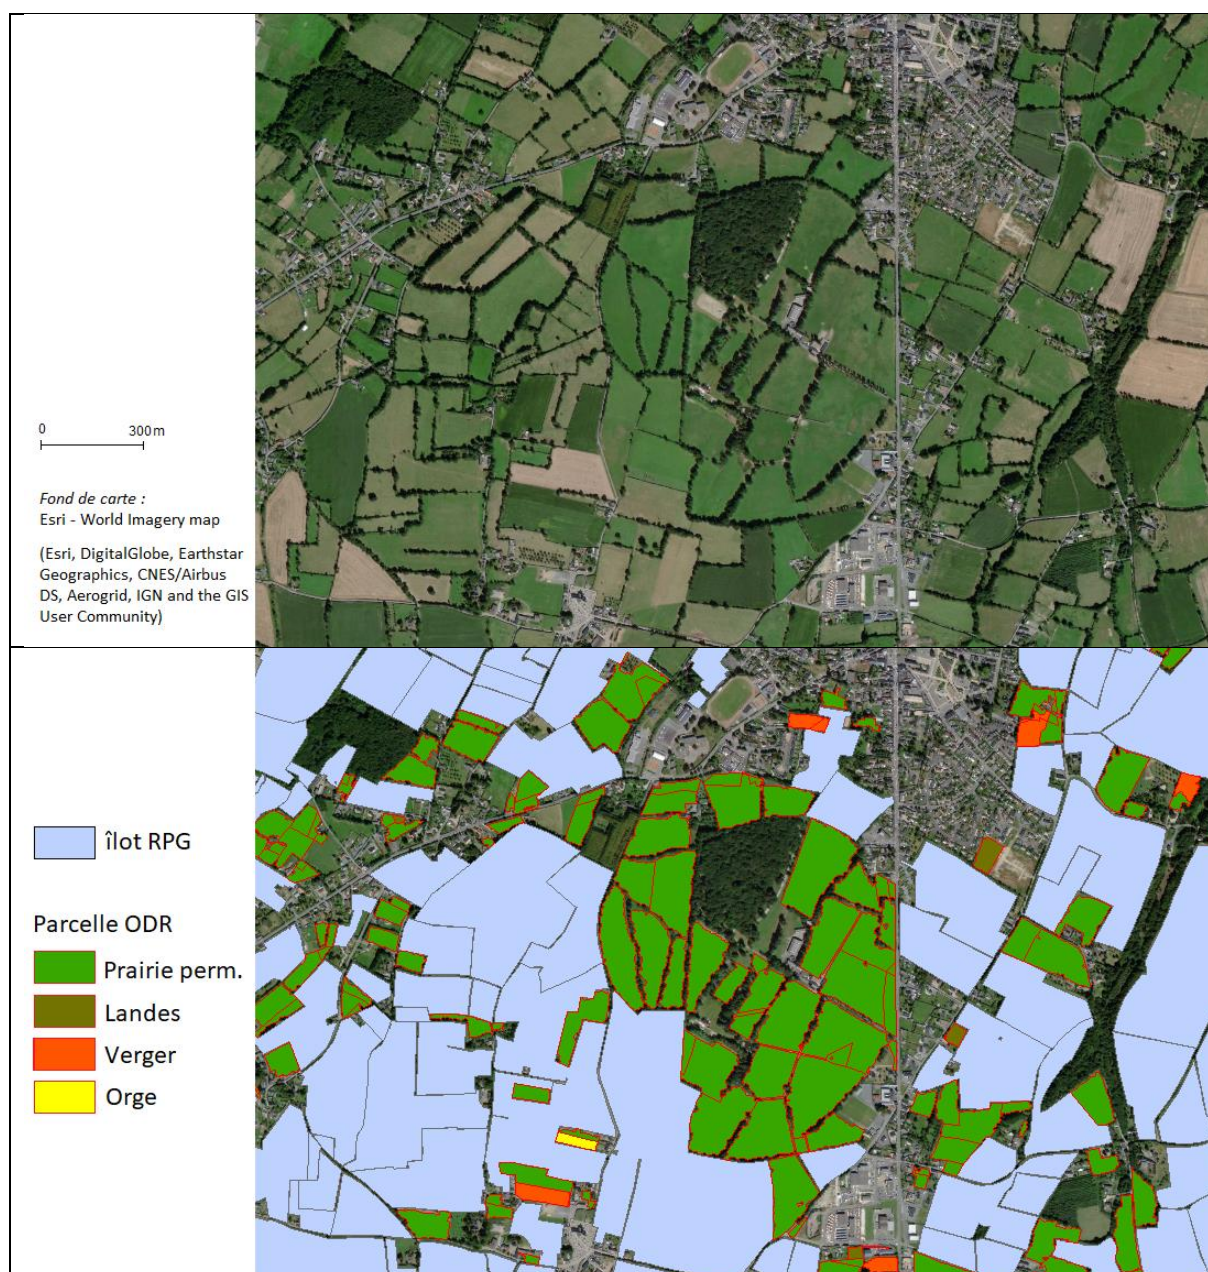 0 300 m
Fond de carte :
Esri - World Imagery map
(Esri, DigitalGlobe, Earthstar
Geographics, CNES/Airbus
DS, Aerogrid, IGN and the GIS
User Community)
îlot RPG
Parcelle ODR
Prairie perm.
Landes
Verger
Orge